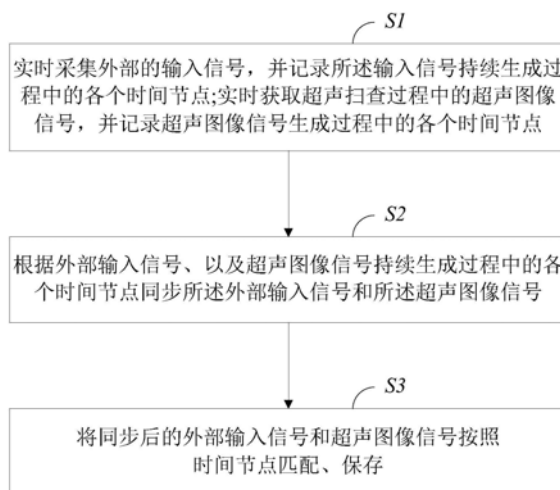 S1
实时采集外部的输入信号，并记录所述输入信号持续生成过
程中的各个时间节点;实时获取超声扫查过程中的超声图像
信号，并记录超声图像信号生成过程中的各个时间节点
S2
根据外部输入信号、以及超声图像信号持续生成过程中的各
个时间节点同步所述外部输入信号和所述超声图像信号
S3
将同步后的外部输入信号和超声图像信号按照
时间节点匹配、保存